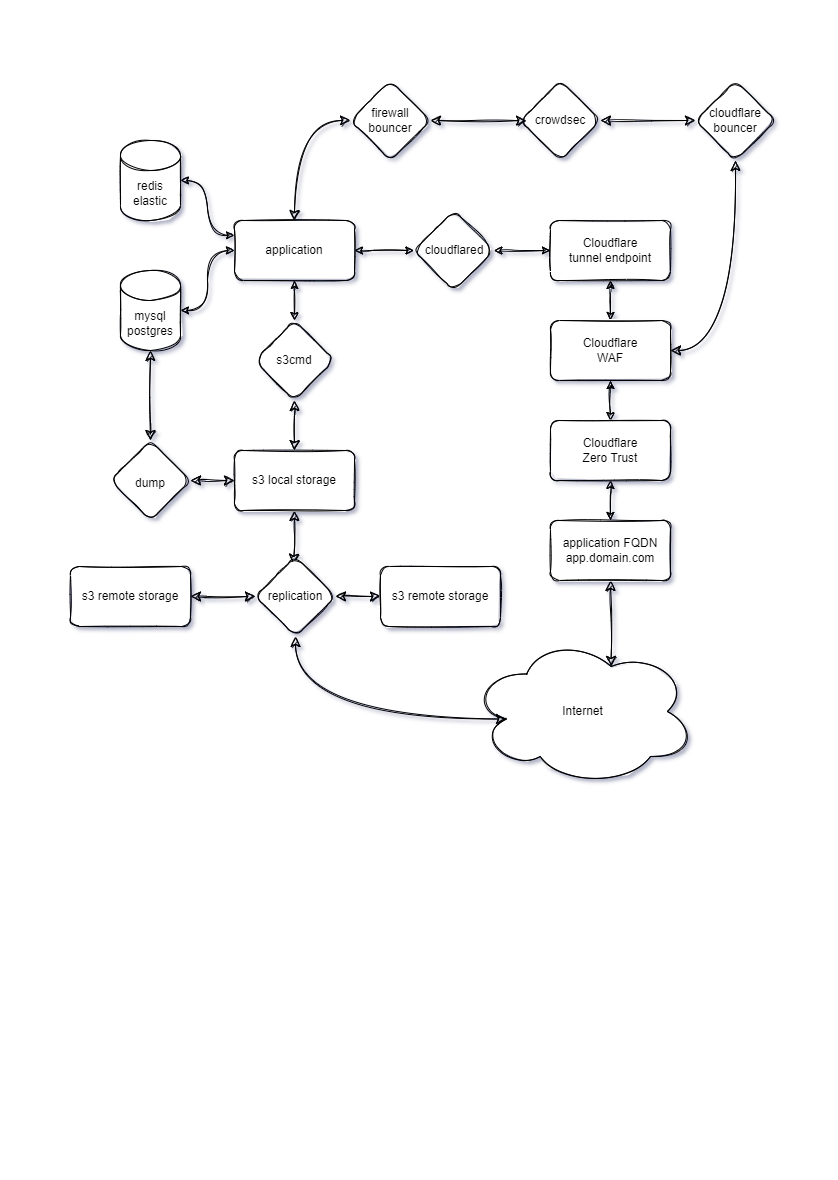 firewall
bouncer
crowdsec
cloudflare
bouncer
redis
elastic
application
cloudflared
Cloudflare
tunnel endpoint
mysql
postgres
s3cmd
Cloudflare
WAF
dump
s3 local storage
Cloudflare
Zero Trust
application FQDN
app.domain.com
s3 remote storage
replication
s3 remote storage
Internet